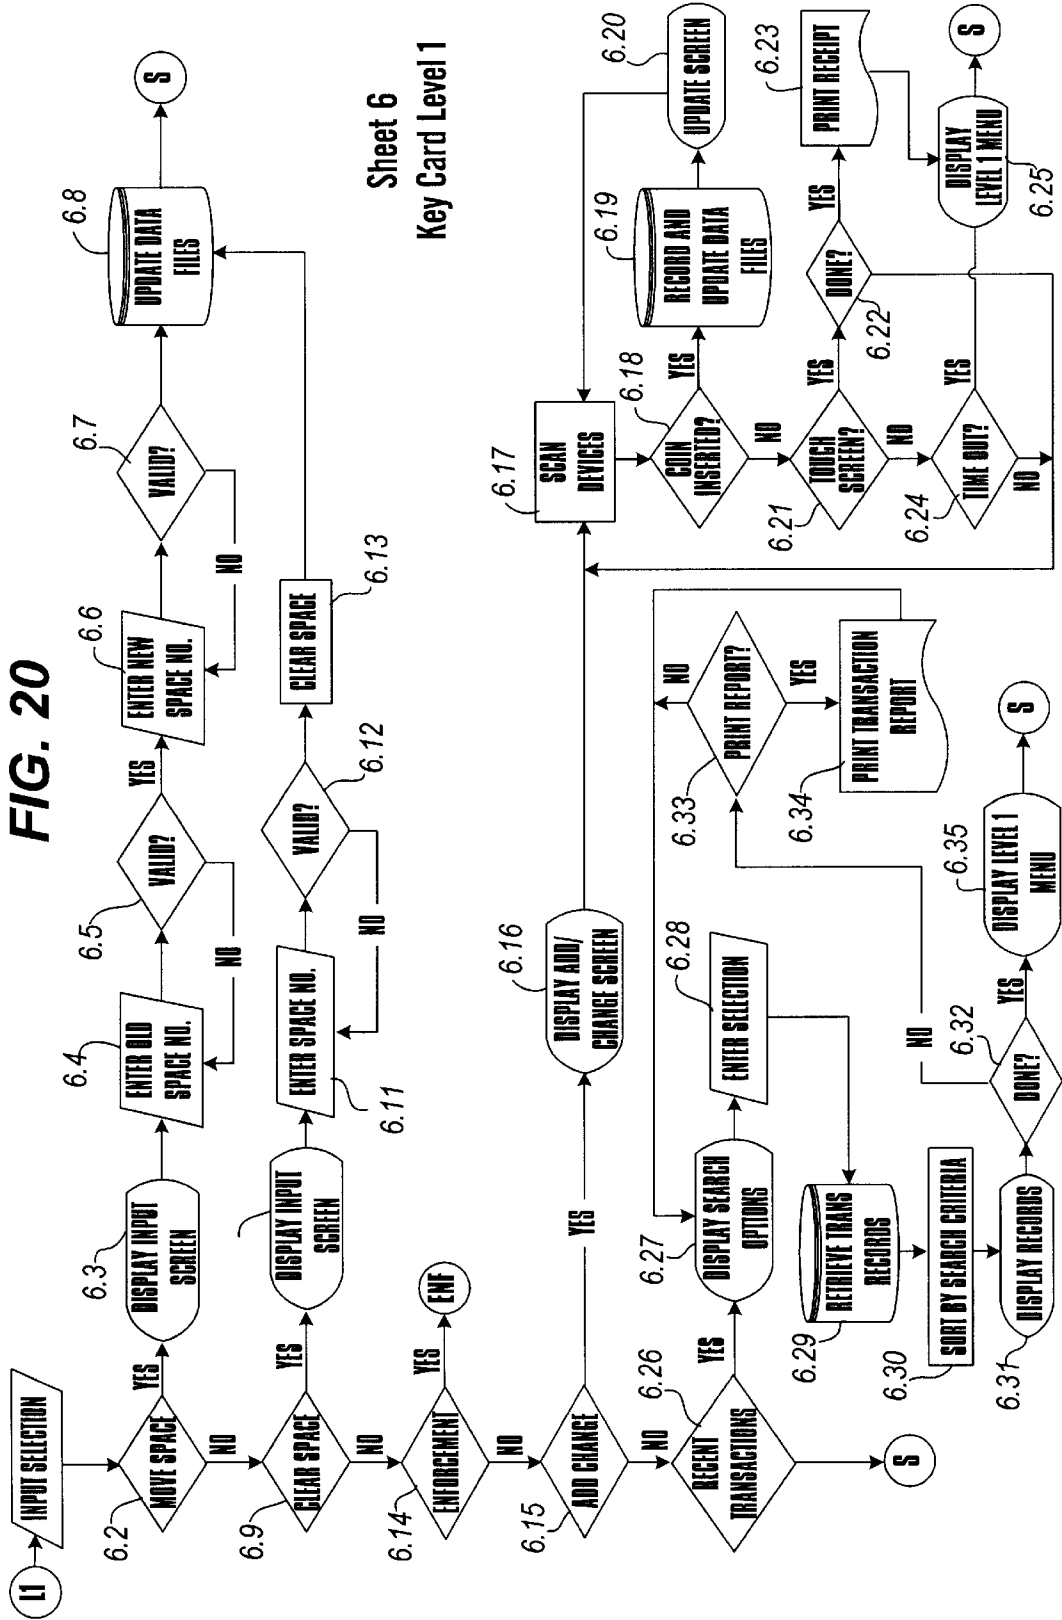 FIG. 20
Sheet 6
Key Card Level 1
L1
INPUT SELECTION
6.2
MOVE SPACE
YES
NO
6.3
DISPLAY INPUT
SCREEN
6.4
ENTER OLD
SPACE NO.
6.5
VALID?
NO
YES
6.6
ENTER NEW
SPACE NO.
6.7
VALID?
NO
6.8
UPDATE DATA
FILES
S
6.9
CLEAR SPACE
YES
NO
DISPLAY INPUT
SCREEN
6.11
ENTER SPACE NO.
6.12
VALID?
NO
6.13
CLEAR SPACE
6.14
ENFORCEMENT
YES
ENF
NO
6.15
ADD CHANGE
YES
NO
6.16
DISPLAY ADD/
CHANGE SCREEN
6.17
SCAN
DEVICES
6.18
COIN
INSERTED?
YES
NO
6.19
RECORD AND
UPDATE DATA
FILES
6.20
UPDATE SCREEN
6.21
TOUCH
SCREEN?
YES
NO
6.22
DONE?
YES
6.23
PRINT RECEIPT
6.24
TIME OUT?
YES
NO
6.25
DISPLAY
LEVEL 1 MENU
S
6.26
RECENT
TRANSACTIONS
YES
S
6.27
DISPLAY SEARCH
OPTIONS
6.28
ENTER SELECTION
6.29
RETRIEVE TRANS
RECORDS
6.30
SORT BY SEARCH CRITERIA
6.31
DISPLAY RECORDS
6.32
DONE?
NO
YES
6.33
PRINT REPORT?
NO
YES
6.34
PRINT TRANSACTION
REPORT
6.35
DISPLAY LEVEL 1
MENU
S